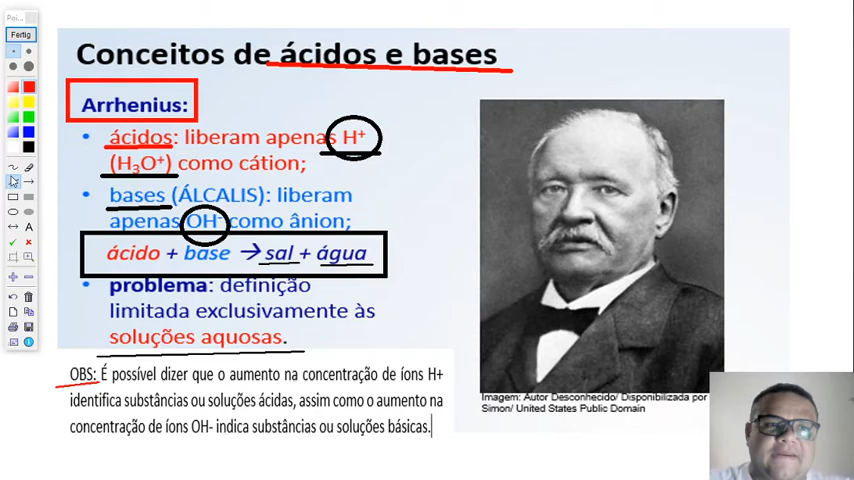 Poi...
Fertig
Conceitos de ácidos e bases
Arrhenius:
• ácidos: liberam apenas H+
(H3O+) como cátion;
• bases (ÁLCALIS): liberam
apenas OH- como ânion;
ácido + base → sal + água
• problema: definição
limitada exclusivamente às
soluções aquosas.
OBS: É possível dizer que o aumento na concentração de íons H+
identifica substâncias ou soluções ácidas, assim como o aumento na
concentração de íons OH- indica substâncias ou soluções básicas.
Imagem: Autor Desconhecido/ Disponibilizada por
Simon/ United States Public Domain